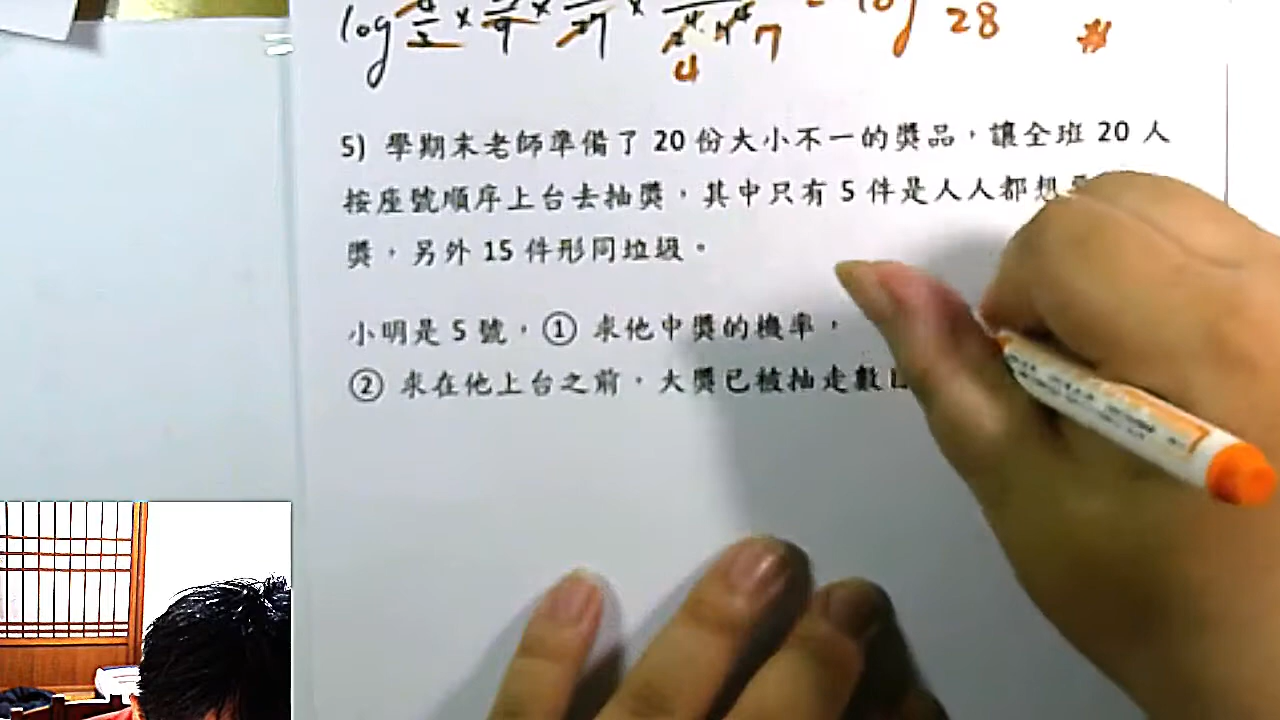 log
28
4
7
5) 學期末老師準備了 20 份大小不一的獎品，讓全班 20 人
按座號順序上台去抽獎，其中只有 5 件是人人都想
獎，另外 15 件形同垃圾。
小明是 5 號，① 求他中獎的機率，
② 求在他上台之前，大獎已被抽走數